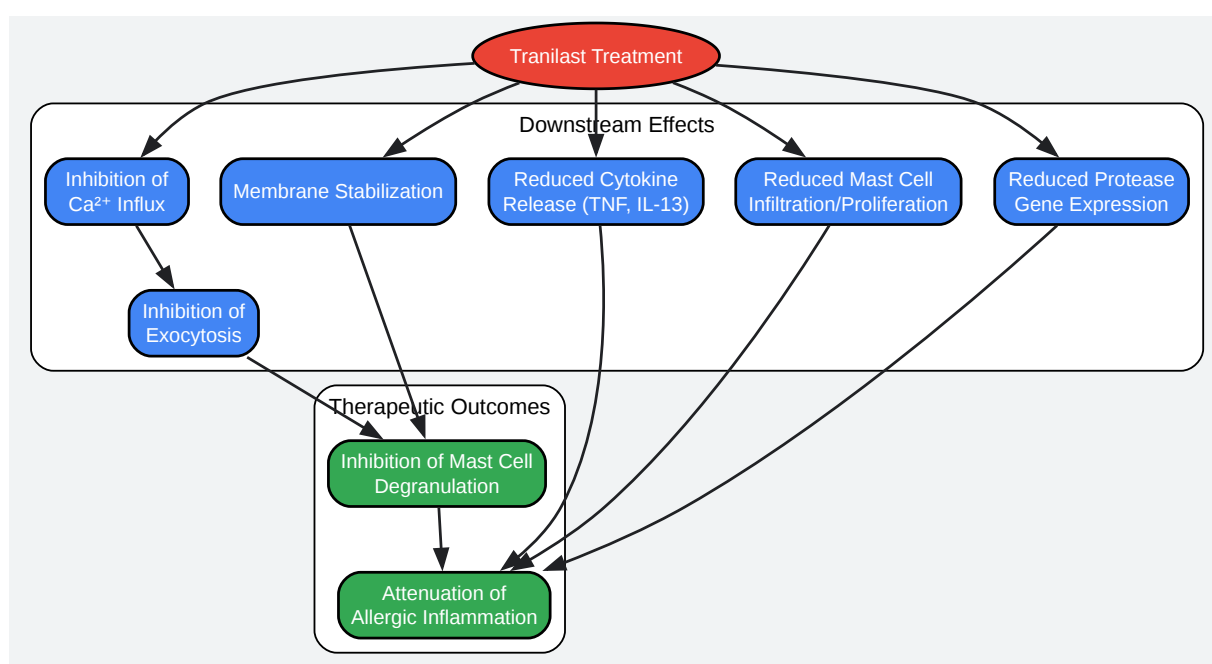 Tranilast Treatment
Downstream Effects
Inhibition of
Ca²⁺ Influx
Membrane Stabilization
Reduced Cytokine
Release (TNF, IL-13)
Reduced Mast Cell
Infiltration/Proliferation
Reduced Protease
Gene Expression
Inhibition of
Exocytosis
Therapeutic Outcomes
Inhibition of Mast Cell
Degranulation
Attenuation of
Allergic Inflammation